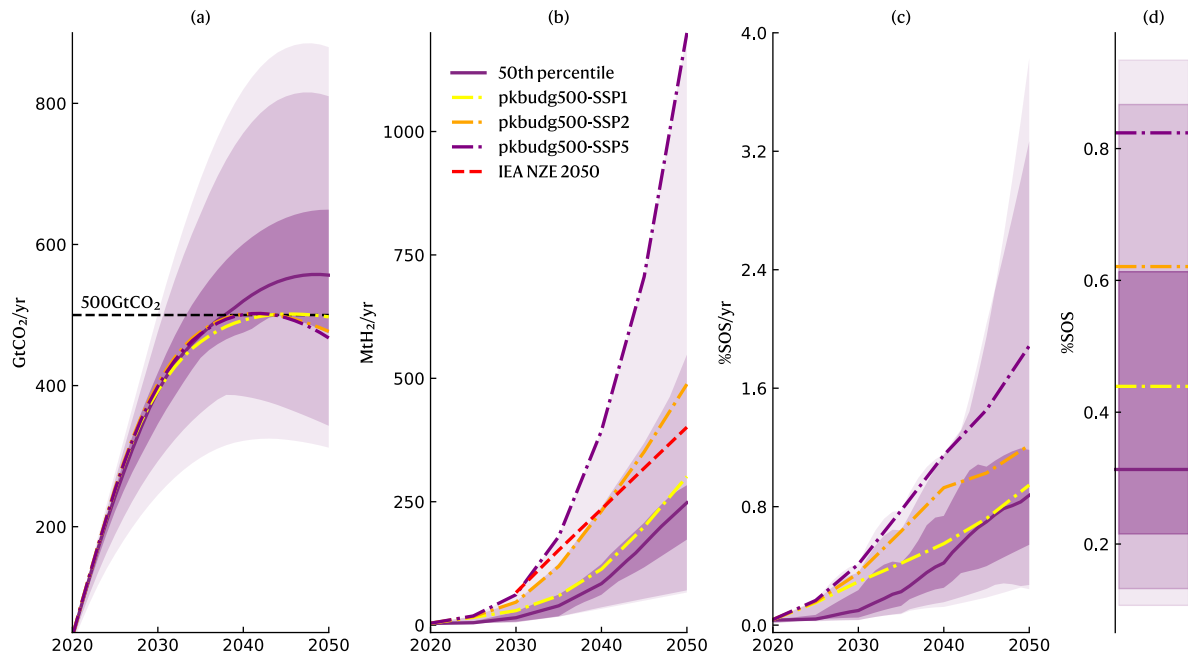 (a)
GtCO₂/yr
800
600
400
200
500GtCO₂
2020 2030 2040 2050
(b)
MtH₂/yr
1000
750
500
250
0
50th percentile
pkbudg500-SSP1
pkbudg500-SSP2
pkbudg500-SSP5
IEA NZE 2050
2020 2030 2040 2050
(c)
%SOS/yr
4.0
3.2
2.4
1.6
0.8
0.0
2020 2030 2040 2050
(d)
%SOS
0.8
0.6
0.4
0.2